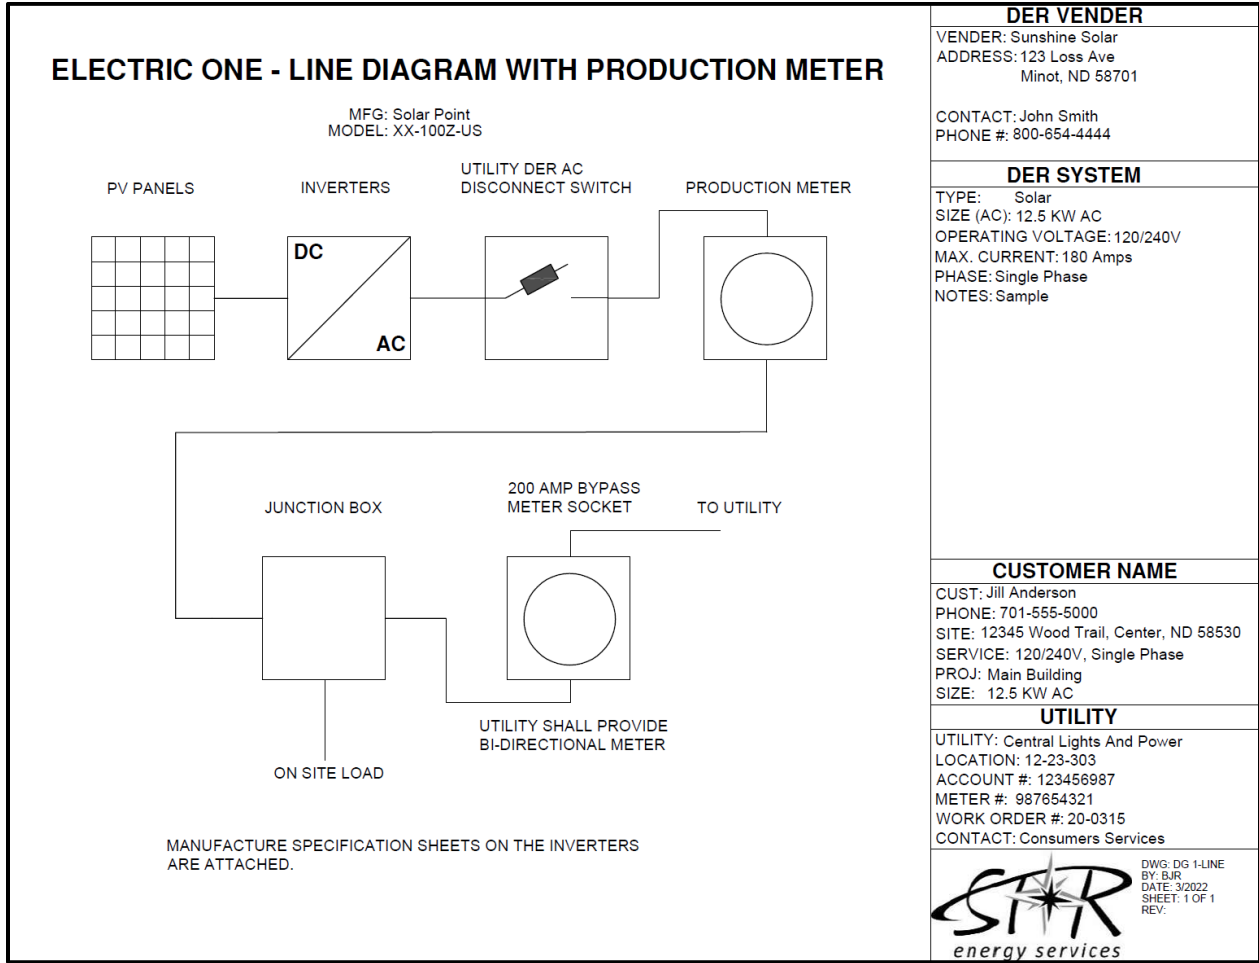 ELECTRIC ONE - LINE DIAGRAM WITH PRODUCTION METER
MFG: Solar Point
MODEL: XX-100Z-US
PV PANELS
INVERTERS
UTILITY DER AC
DISCONNECT SWITCH
PRODUCTION METER
DC
AC
JUNCTION BOX
200 AMP BYPASS
METER SOCKET
TO UTILITY
UTILITY SHALL PROVIDE
BI-DIRECTIONAL METER
ON SITE LOAD
MANUFACTURE SPECIFICATION SHEETS ON THE INVERTERS
ARE ATTACHED.
DER VENDER
VENDER: Sunshine Solar
ADDRESS: 123 Loss Ave
Minot, ND 58701
CONTACT: John Smith
PHONE #: 800-654-4444
DER SYSTEM
TYPE: Solar
SIZE (AC): 12.5 KW AC
OPERATING VOLTAGE: 120/240V
MAX. CURRENT: 180 Amps
PHASE: Single Phase
NOTES: Sample
CUSTOMER NAME
CUST: Jill Anderson
PHONE: 701-555-5000
SITE: 12345 Wood Trail, Center, ND 58530
SERVICE: 120/240V, Single Phase
PROJ: Main Building
SIZE: 12.5 KW AC
UTILITY
UTILITY: Central Lights And Power
LOCATION: 12-23-303
ACCOUNT #: 123456987
METER #: 987654321
WORK ORDER #: 20-0315
CONTACT: Consumers Services
STAR
energy services
DWG: DG 1-LINE
BY: BJR
DATE: 3/2022
SHEET: 1 OF 1
REV: